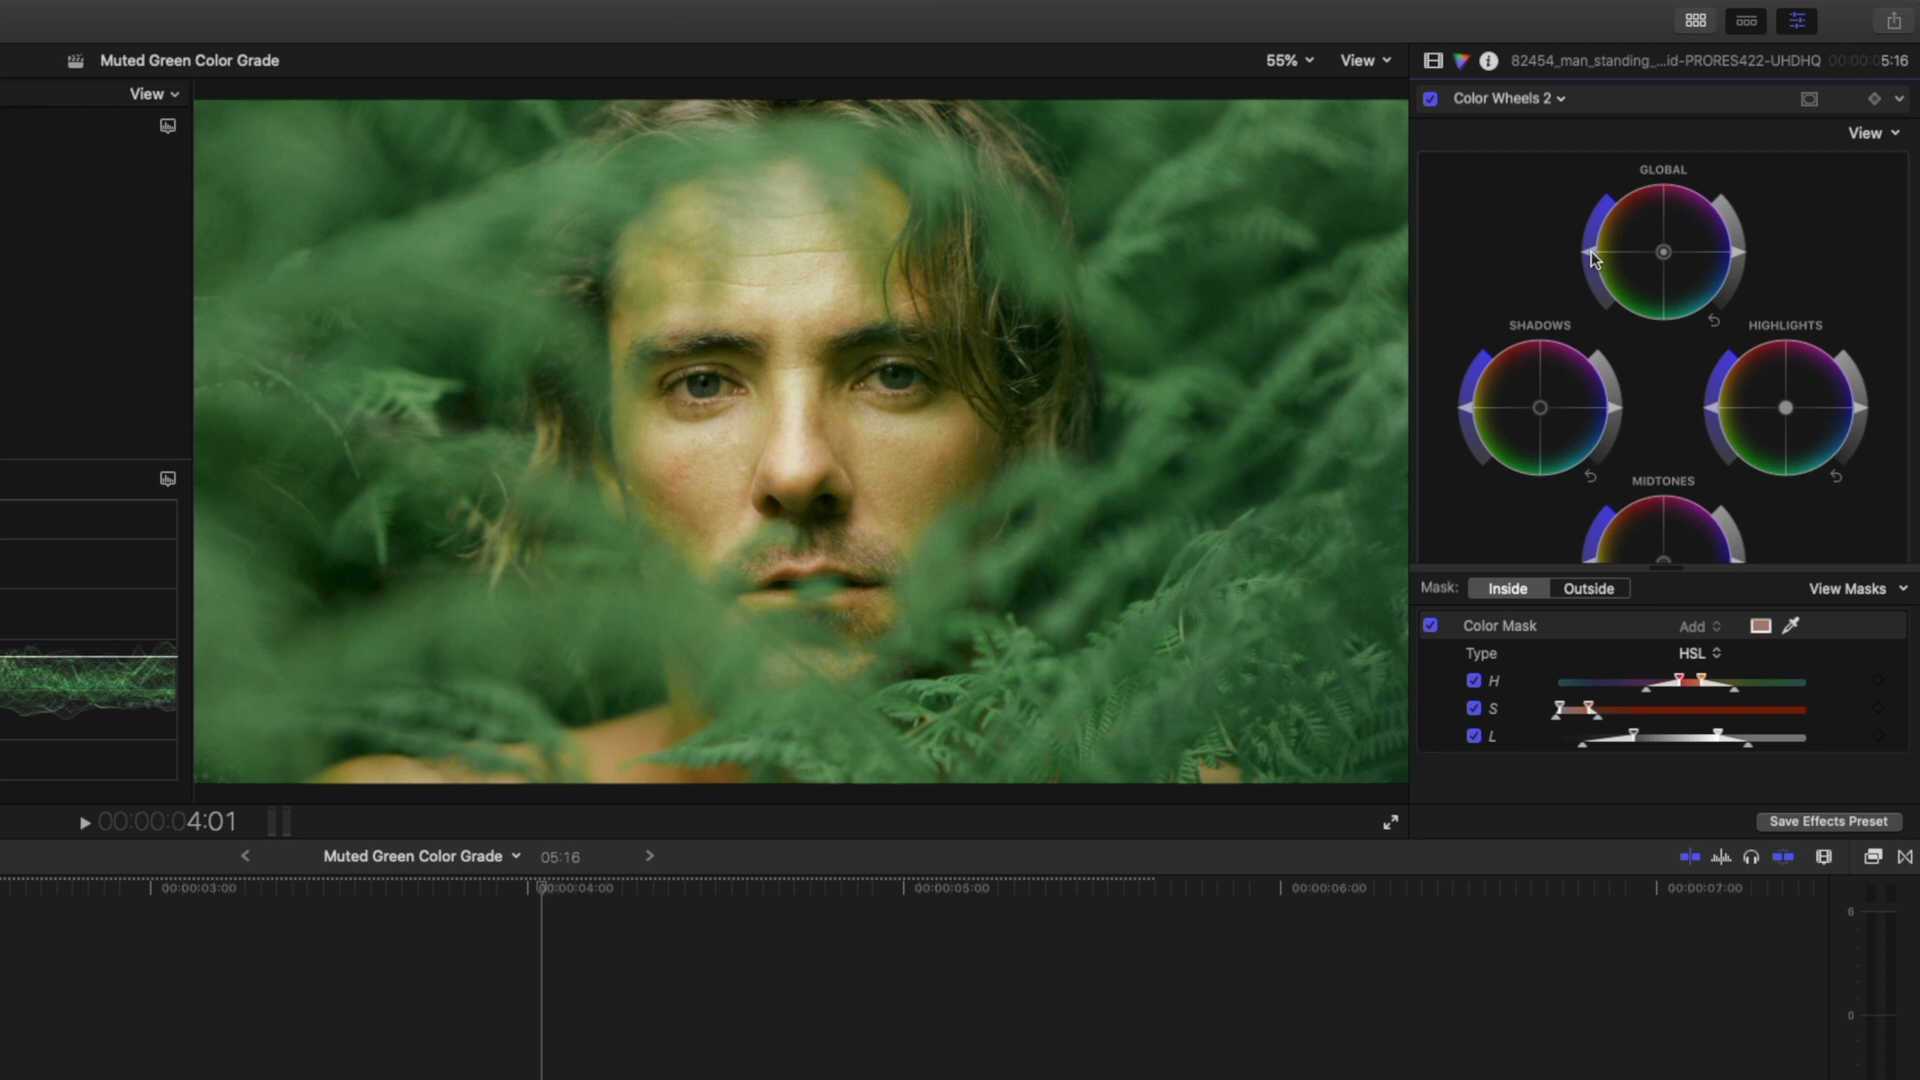 Muted Green Color Grade
55%
View
82454_man_standing_...id-PRORES422-UHDHQ
00:00:05:16
View
Color Wheels 2
View
GLOBAL
SHADOWS
HIGHLIGHTS
MIDTONES
Mask:
Inside
Outside
View Masks
Color Mask
Add
Type
HSL
H
S
L
00:00:04:01
Save Effects Preset
Muted Green Color Grade
05:16
00:00:03:00
00:00:04:00
00:00:05:00
00:00:06:00
00:00:07:00
6
0